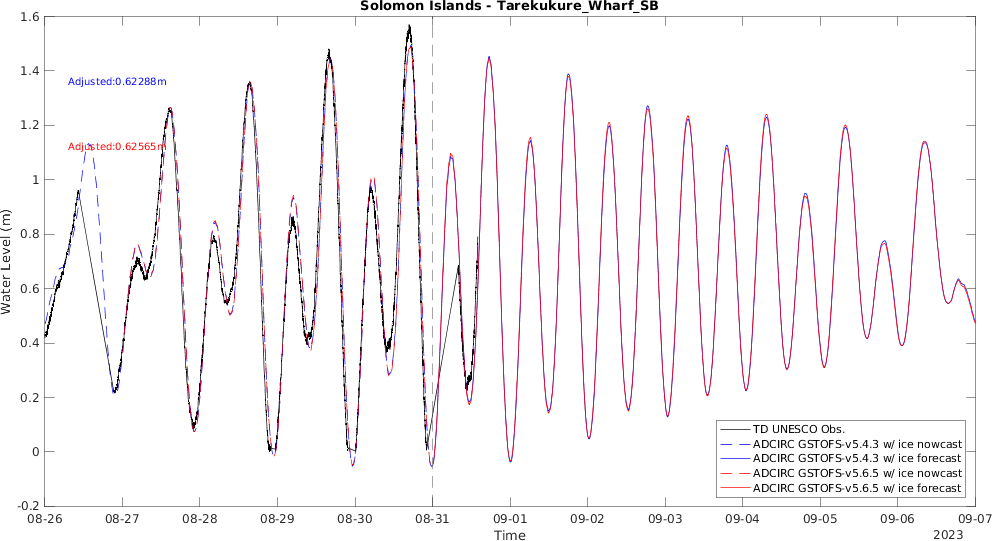 Solomon Islands - Tarekukure_Wharf_SB
Water Level (m)
1.6
1.4
1.2
1
0.8
0.6
0.4
0.2
0
-0.2
Adjusted:0.62288m
Adjusted:0.62565m
TD UNESCO Obs.
ADCIRC GSTOFS-v5.4.3 w/ ice nowcast
ADCIRC GSTOFS-v5.4.3 w/ ice forecast
ADCIRC GSTOFS-v5.6.5 w/ ice nowcast
ADCIRC GSTOFS-v5.6.5 w/ ice forecast
08-26 08-27 08-28 08-29 08-30 08-31 09-01 09-02 09-03 09-04 09-05 09-06 09-07
Time
2023